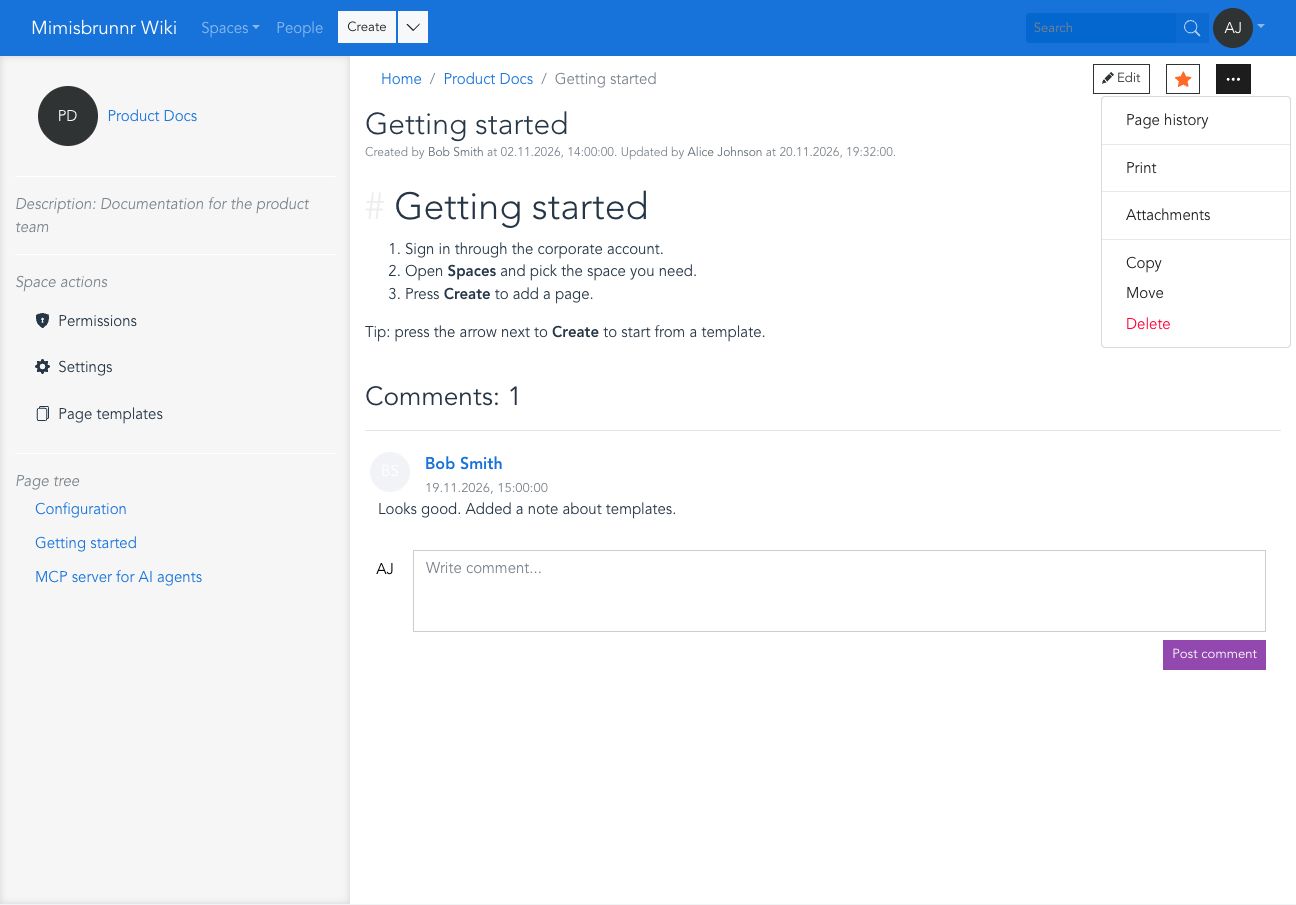 Mimisbrunnr Wiki
Spaces
People
Create
Search
AJ
PD
Product Docs
Description: Documentation for the product
team
Space actions
Permissions
Settings
Page templates
Page tree
Configuration
Getting started
MCP server for AI agents
Home / Product Docs / Getting started
Edit
Page history
Print
Attachments
Copy
Move
Delete
Getting started
Created by Bob Smith at 02.11.2026, 14:00:00. Updated by Alice Johnson at 20.11.2026, 19:32:00.
# Getting started
1. Sign in through the corporate account.
2. Open Spaces and pick the space you need.
3. Press Create to add a page.
Tip: press the arrow next to Create to start from a template.
Comments: 1
BS
Bob Smith
19.11.2026, 15:00:00
Looks good. Added a note about templates.
AJ
Write comment...
Post comment